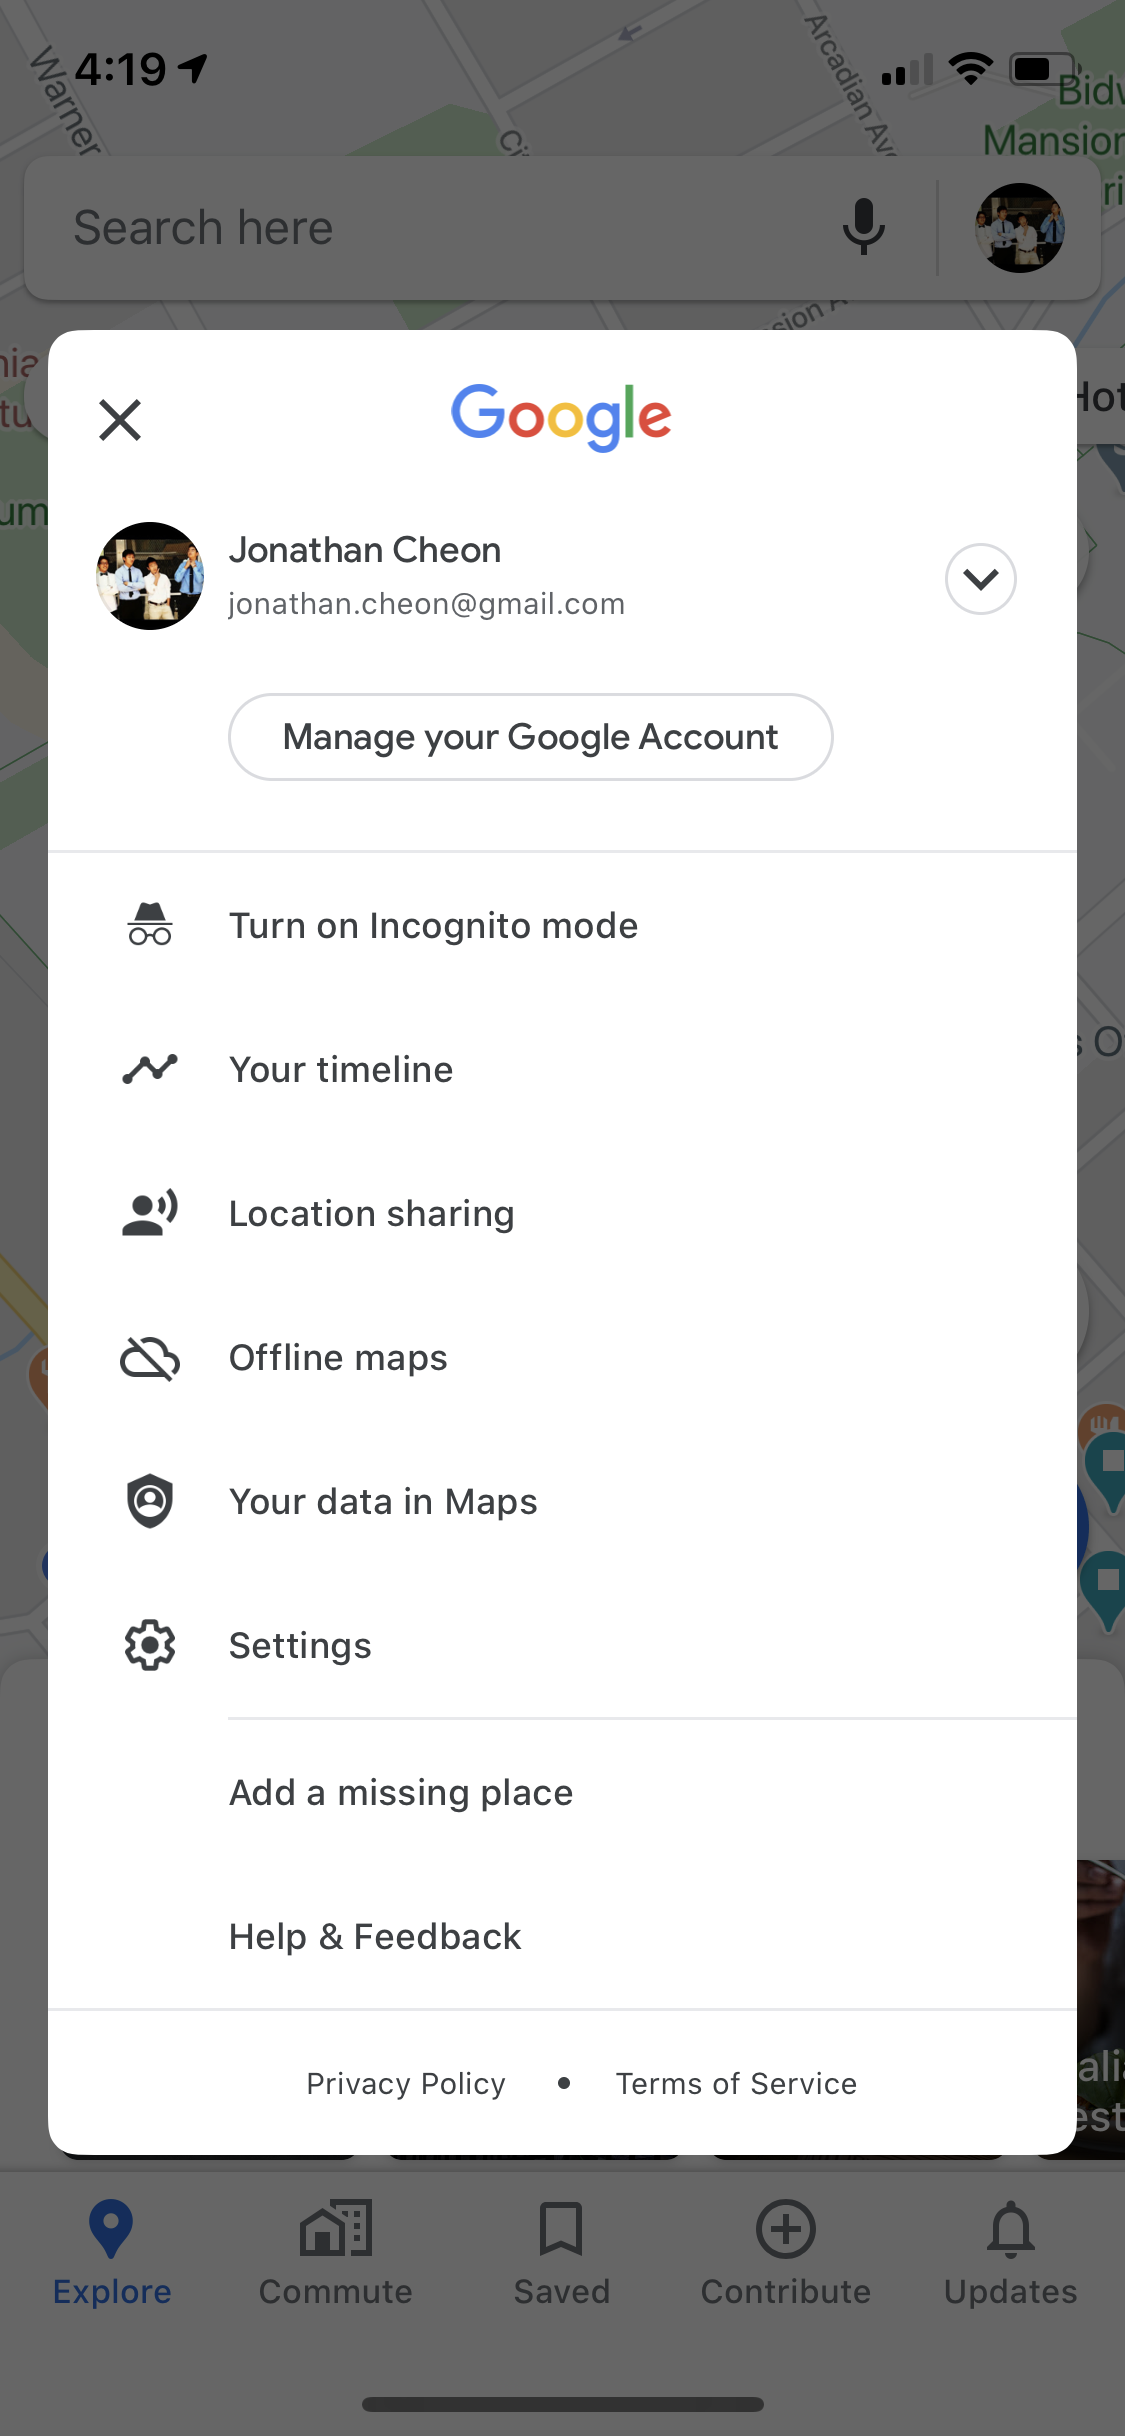 Warner
4:19
Arcadian Ave
Mansion
Search here
Google
Jonathan Cheon
jonathan.cheon@gmail.com
Manage your Google Account
Turn on Incognito mode
Your timeline
Location sharing
Offline maps
Your data in Maps
Settings
Add a missing place
Help & Feedback
Privacy Policy • Terms of Service
Explore Commute Saved Contribute Updates